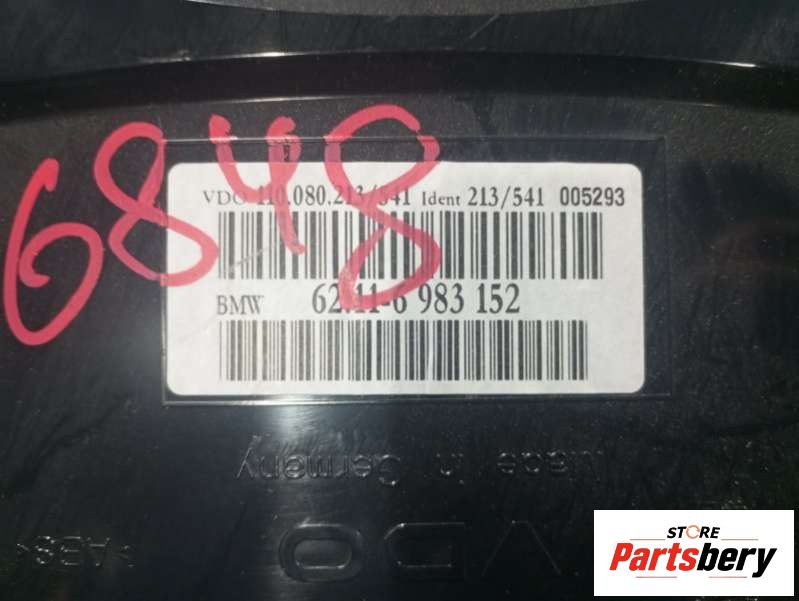 6848
VDO 110.080.213/541 Ident 213/541 005293
BMW 62.11-6 983 152
Made in Germany
VDO
>ABS<
STORE
Partsbery